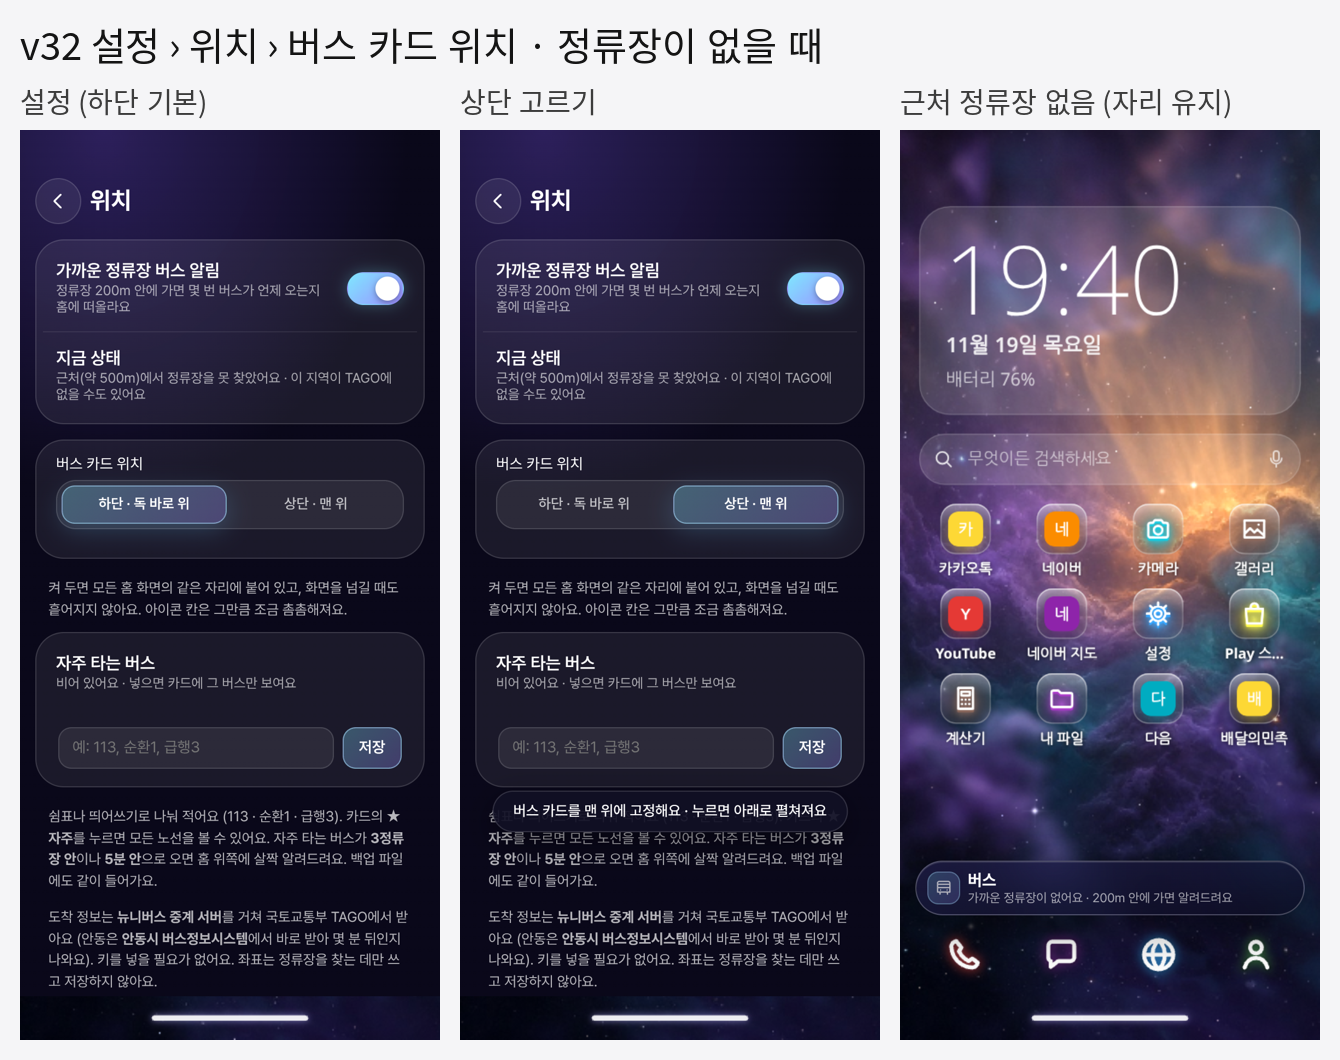 v32 설정 › 위치 › 버스 카드 위치 · 정류장이 없을 때
설정 (하단 기본)
위치
가까운 정류장 버스 알림
정류장 200m 안에 가면 몇 번 버스가 언제 오는지
홈에 떠올라요
지금 상태
근처(약 500m)에서 정류장을 못 찾았어요 · 이 지역이 TAGO에
없을 수도 있어요
버스 카드 위치
하단 · 독 바로 위
상단 · 맨 위
켜 두면 모든 홈 화면의 같은 자리에 붙어 있고, 화면을 넘길 때도
흩어지지 않아요. 아이콘 칸은 그만큼 조금 촘촘해져요.
자주 타는 버스
비어 있어요 · 넣으면 카드에 그 버스만 보여요
예: 113, 순환1, 급행3
저장
쉼표나 띄어쓰기로 나눠 적어요 (113 · 순환1 · 급행3). 카드의 ★
자주를 누르면 모든 노선을 볼 수 있어요. 자주 타는 버스가 3정류
장 안이나 5분 안으로 오면 홈 위쪽에 살짝 알려드려요. 백업 파일
에도 같이 들어가요.
도착 정보는 뉴니버스 중계 서버를 거쳐 국토교통부 TAGO에서 받
아요 (안동은 안동시 버스정보시스템에서 바로 받아 몇 분 뒤인지
나와요). 키를 넣을 필요가 없어요. 좌표는 정류장을 찾는 데만 쓰
고 저장하지 않아요.
상단 고르기
위치
가까운 정류장 버스 알림
정류장 200m 안에 가면 몇 번 버스가 언제 오는지
홈에 떠올라요
지금 상태
근처(약 500m)에서 정류장을 못 찾았어요 · 이 지역이 TAGO에
없을 수도 있어요
버스 카드 위치
하단 · 독 바로 위
상단 · 맨 위
켜 두면 모든 홈 화면의 같은 자리에 붙어 있고, 화면을 넘길 때도
흩어지지 않아요. 아이콘 칸은 그만큼 조금 촘촘해져요.
자주 타는 버스
비어 있어요 · 넣으면 카드에 그 버스만 보여요
예: 113, 순환1, 급행3
저장
버스 카드를 맨 위에 고정해요 · 누르면 아래로 펼쳐져요
자주를 누르면 모든 노선을 볼 수 있어요. 자주 타는 버스가 3정류
장 안이나 5분 안으로 오면 홈 위쪽에 살짝 알려드려요. 백업 파일
에도 같이 들어가요.
도착 정보는 뉴니버스 중계 서버를 거쳐 국토교통부 TAGO에서 받
아요 (안동은 안동시 버스정보시스템에서 바로 받아 몇 분 뒤인지
나와요). 키를 넣을 필요가 없어요. 좌표는 정류장을 찾는 데만 쓰
고 저장하지 않아요.
근처 정류장 없음 (자리 유지)
19:40
11월 19일 목요일
배터리 76%
무엇이든 검색하세요
카
네
카카오톡
네이버
카메라
갤러리
Y
네
YouTube
네이버 지도
설정
Play 스...
다
배
계산기
내 파일
다음
배달의민족
버스
가까운 정류장이 없어요 · 200m 안에 가면 알려드려요